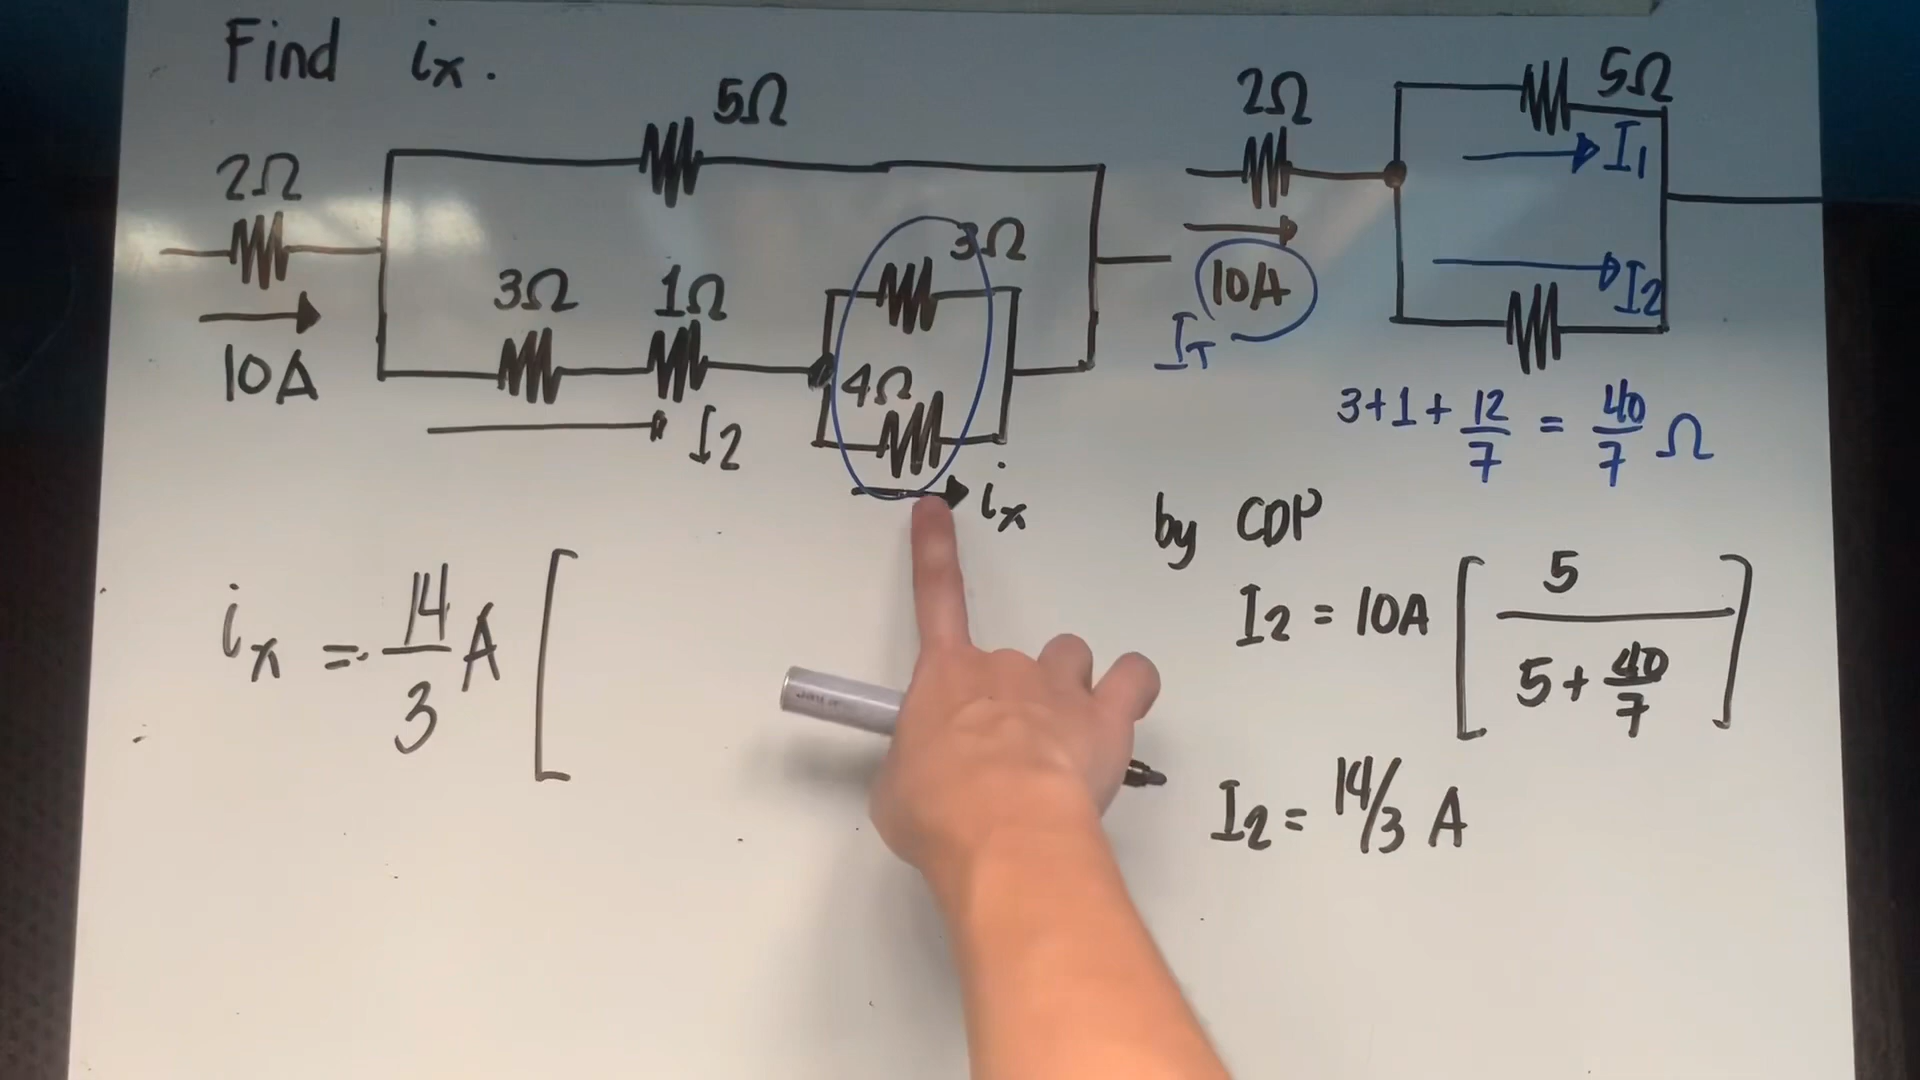 Find ix.
5Ω
2Ω
10A
3Ω
1Ω
3Ω
4Ω
I2
ix
2Ω
5Ω
I1
I2
10A
IT
3+1+12/7 = 40/7 Ω
by CDP
I2 = 10A [5/(5+40/7)]
I2 = 14/3 A
ix = 14/3 A [